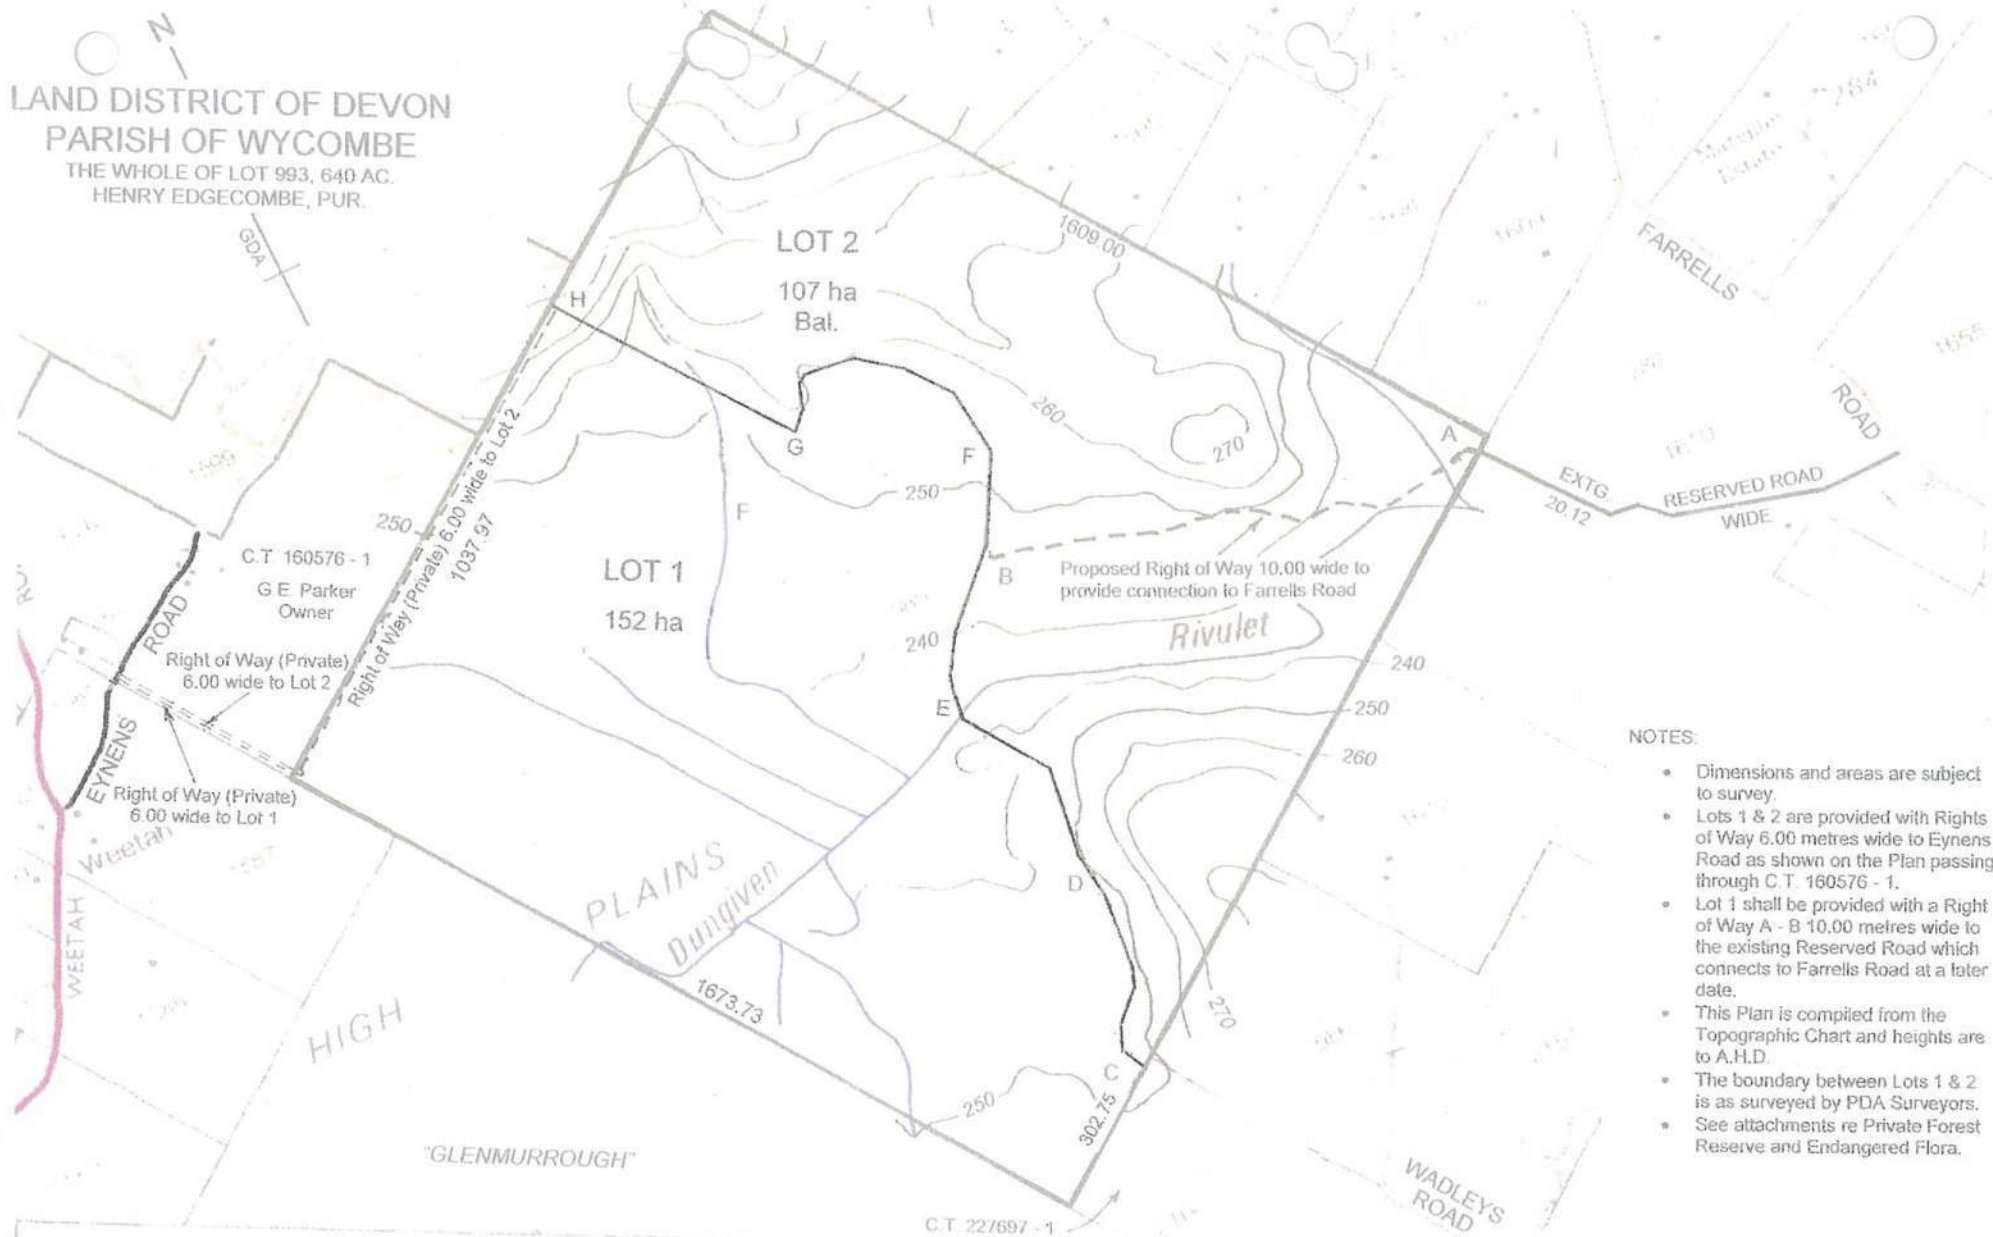 N
LAND DISTRICT OF DEVON
PARISH OF WYCOMBE
THE WHOLE OF LOT 993, 640 AC.
HENRY EDGECOMBE, PUR.
GDA
LOT 2
107 ha
Bal.
1609.00
284
Estate
FARRELLS
ROAD
1655
H
G
F
260
270
A
EXTG.
20.12
RESERVED ROAD
WIDE
250
250
C.T. 160576 - 1
G.E. Parker
Owner
Right of Way (Private) 6.00 wide to Lot 2
1037.97
F
LOT 1
152 ha
B
Proposed Right of Way 10.00 wide to
provide connection to Farrells Road
Rivulet
240
240
250
260
E
EYNENS ROAD
Right of Way (Private)
6.00 wide to Lot 2
Right of Way (Private)
6.00 wide to Lot 1
Weetah
WEETAH
PLAINS
Dungiven
D
HIGH
1673.73
270
C
250
302.75
"GLENMURROUGH"
C.T. 227697 - 1
WADLEYS
ROAD
NOTES:
• Dimensions and areas are subject
to survey.
• Lots 1 & 2 are provided with Rights
of Way 6.00 metres wide to Eynens
Road as shown on the Plan passing
through C.T. 160576 - 1.
• Lot 1 shall be provided with a Right
of Way A - B 10.00 metres wide to
the existing Reserved Road which
connects to Farrells Road at a later
date.
• This Plan is compiled from the
Topographic Chart and heights are
to A.H.D.
• The boundary between Lots 1 & 2
is as surveyed by PDA Surveyors.
• See attachments re Private Forest
Reserve and Endangered Flora.